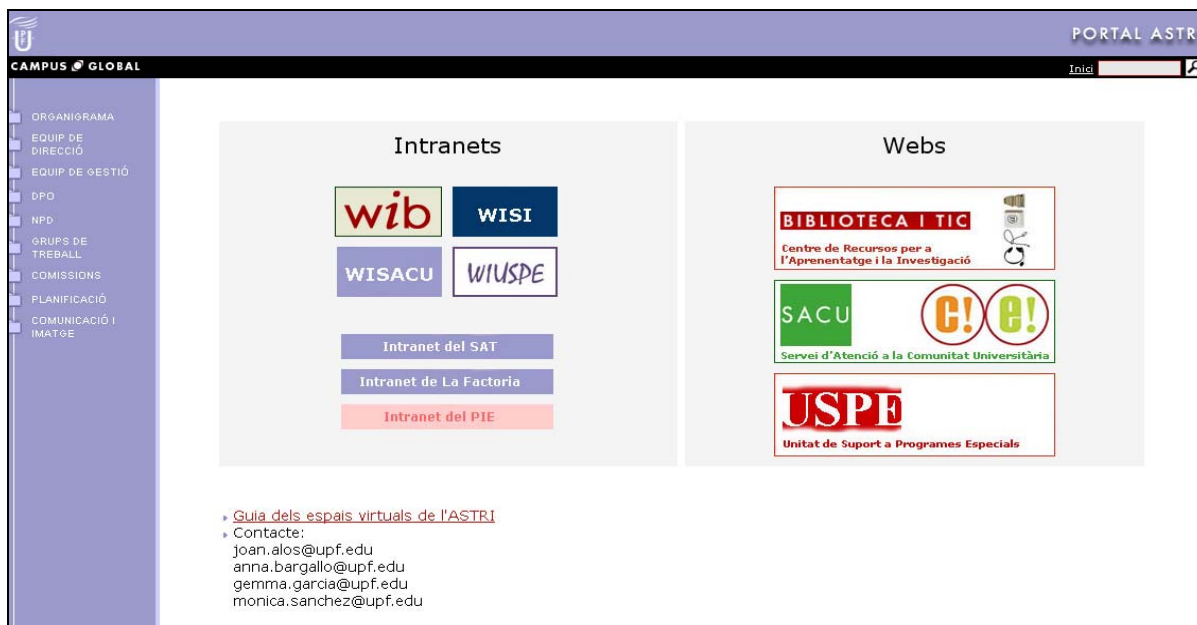 PORTAL ASTR
CAMPUS GLOBAL
Inici
ORGANIGRAMA
EQUIP DE
DIRECCIÓ
EQUIP DE GESTIÓ
DPO
NPD
GRUPS DE
TREBALL
COMISSIONS
PLANIFICACIÓ
COMUNICACIÓ I
IMATGE
Intranets
wib
WISI
WISACU
WIUSPE
Intranet del SAT
Intranet de La Factoria
Intranet del PIE
Webs
BIBLIOTECA I TIC
Centre de Recursos per a
l'Aprenentatge i la Investigació
SACU
C! e!
Servei d'Atenció a la Comunitat Universitària
USPE
Unitat de Suport a Programes Especials
Guia dels espais virtuals de l'ASTRI
Contacte:
joan.alos@upf.edu
anna.bargallo@upf.edu
gemma.garcia@upf.edu
monica.sanchez@upf.edu